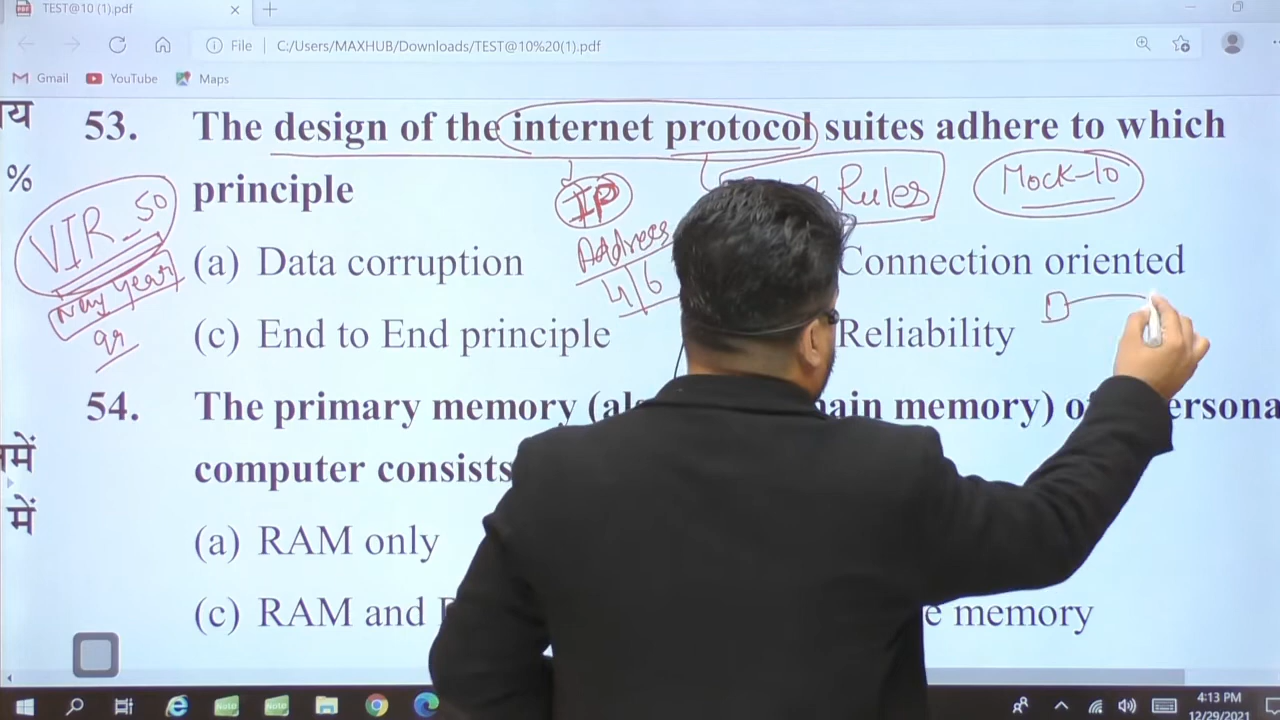 TEST@10 (1).pdf
File | C:/Users/MAXHUB/Downloads/TEST@10%20(1).pdf
Gmail YouTube Maps
य
%
में
53. The design of the internet protocol suites adhere to which
principle
IP
Address
4/6
Rules
Mock-10
VIR_50
New Year
(a) Data corruption
Connection oriented
(c) End to End principle
Reliability
54. The primary memory
computer consists
(a) RAM only
(c) RAM and
memory
4:13 PM
12/29/2021